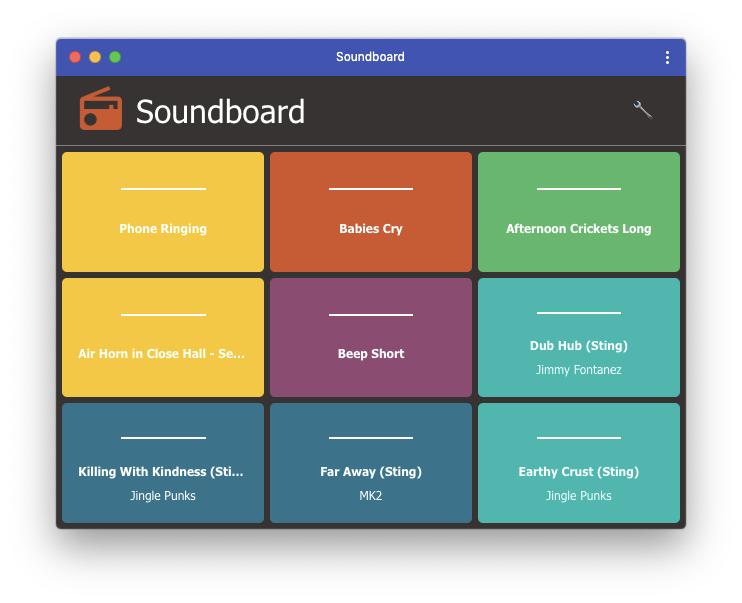 Soundboard
Soundboard
Phone Ringing
Babies Cry
Afternoon Crickets Long
Air Horn in Close Hall - Se...
Beep Short
Dub Hub (Sting)
Jimmy Fontanez
Killing With Kindness (Sti...
Jingle Punks
Far Away (Sting)
MK2
Earthy Crust (Sting)
Jingle Punks